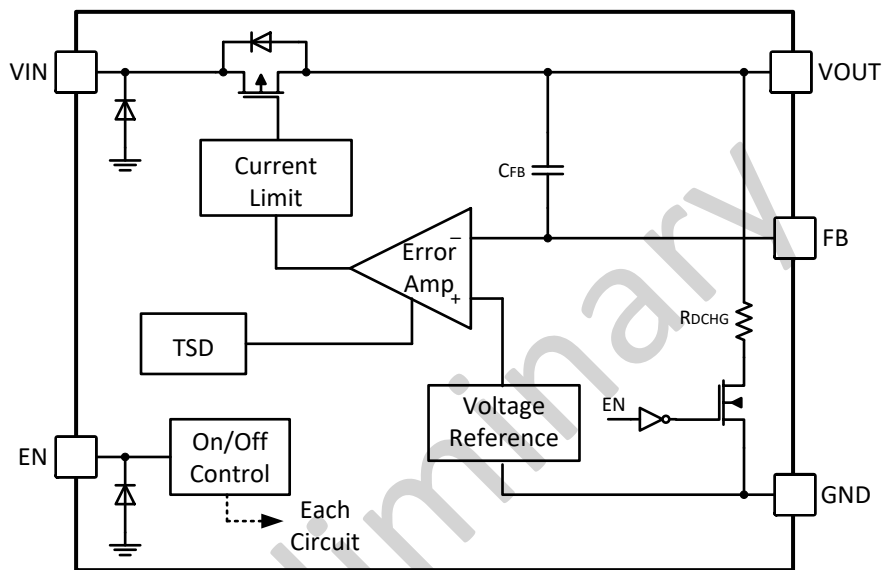 VIN
VOUT
Current
Limit
CFB
FB
Error
Amp
−
+
RDCHG
TSD
Voltage
Reference
EN
EN
On/Off
Control
GND
Each
Circuit
liminary